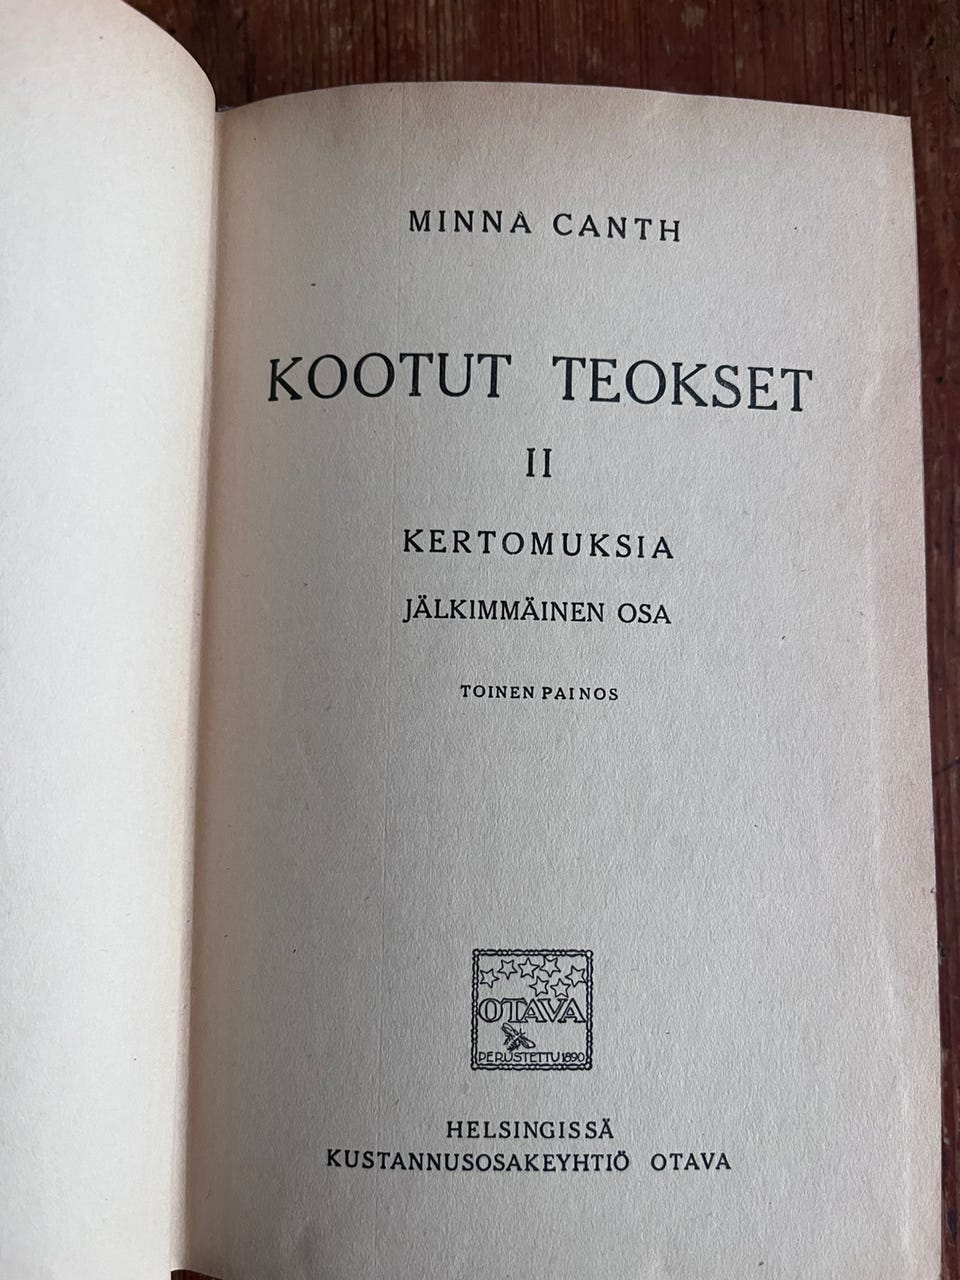 MINNA CANTH
KOOTUT TEOKSET
II
KERTOMUKSIA
JÄLKIMMÄINEN OSA
TOINEN PAINOS
OTAVA
PERUSTETTU 1890
HELSINGISSÄ
KUSTANNUSOSAKEYHTIÖ OTAVA